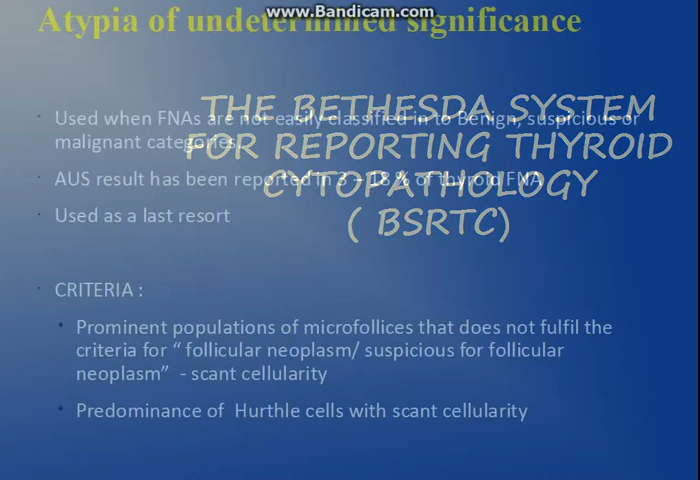 www.Bandicam.com
Atypia of undetermined significance
THE BETHESDA SYSTEM
FOR REPORTING THYROID
CYTOPATHOLOGY
( BSRTC)
Used when FNAs are not easily classified in to Benign, suspicious or
malignant categories.
AUS result has been reported in 3 – 18 % of thyroid FNA
Used as a last resort
CRITERIA :
Prominent populations of microfollices that does not fulfil the
criteria for “ follicular neoplasm/ suspicious for follicular
neoplasm” - scant cellularity
Predominance of Hurthle cells with scant cellularity